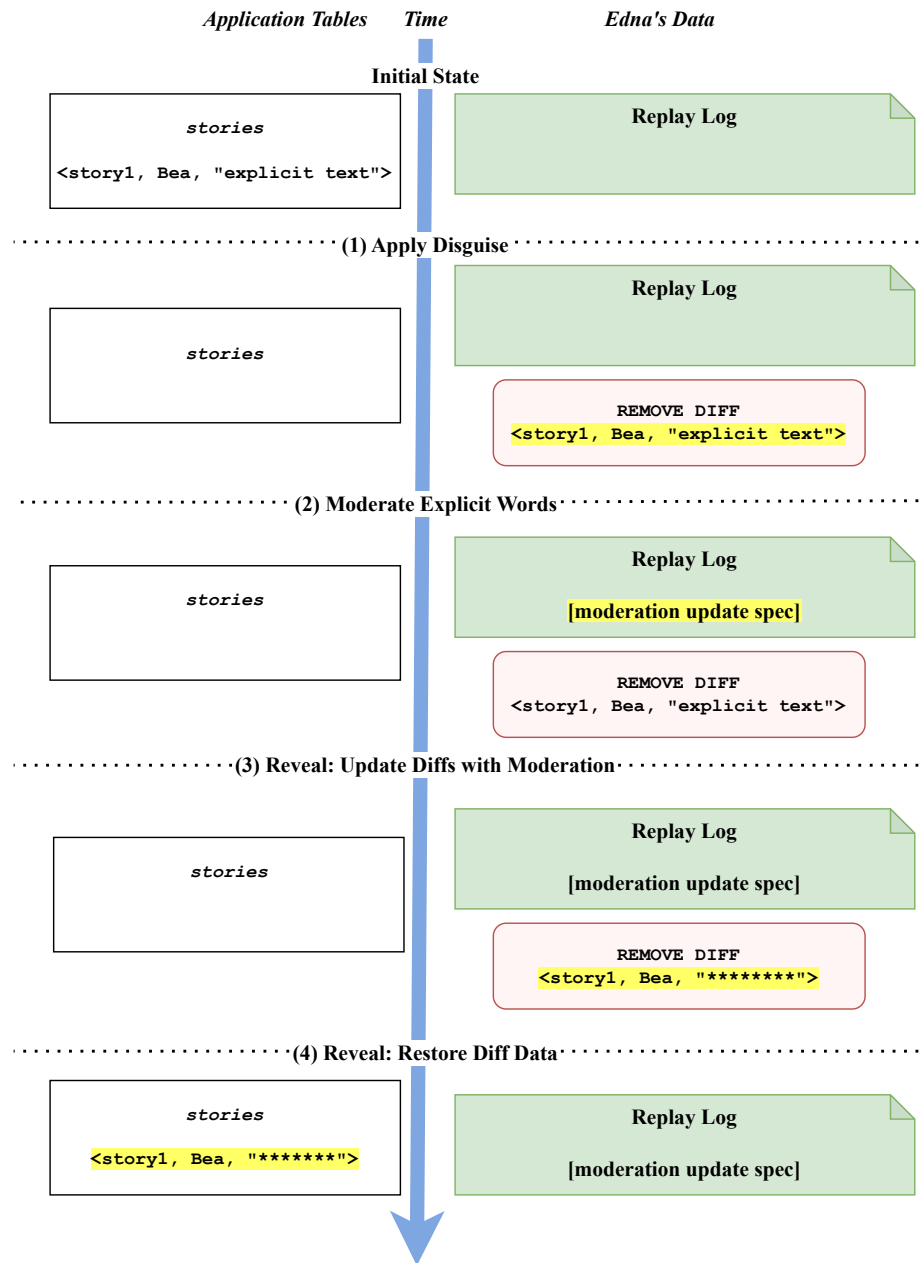 Application Tables Time Edna's Data
Initial State
stories
<story1, Bea, "explicit text">
Replay Log
(1) Apply Disguise
stories
Replay Log
REMOVE DIFF
<story1, Bea, "explicit text">
(2) Moderate Explicit Words
stories
Replay Log
[moderation update spec]
REMOVE DIFF
<story1, Bea, "explicit text">
(3) Reveal: Update Diffs with Moderation
stories
Replay Log
[moderation update spec]
REMOVE DIFF
<story1, Bea, "********">
(4) Reveal: Restore Diff Data
stories
<story1, Bea, "*******">
Replay Log
[moderation update spec]